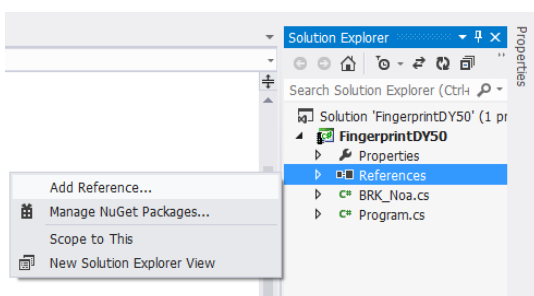 Solution Explorer
Search Solution Explorer (Ctrl+
Solution 'FingerprintDY50' (1 pr
FingerprintDY50
Properties
References
C# BRK_Noa.cs
C# Program.cs
Add Reference...
Manage NuGet Packages...
Scope to This
New Solution Explorer View
Properties